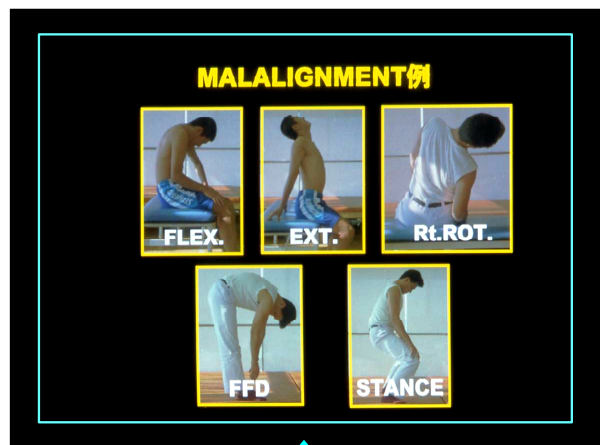 MALALIGNMENT例
FLEX.
EXT.
Rt.ROT.
FFD
STANCE